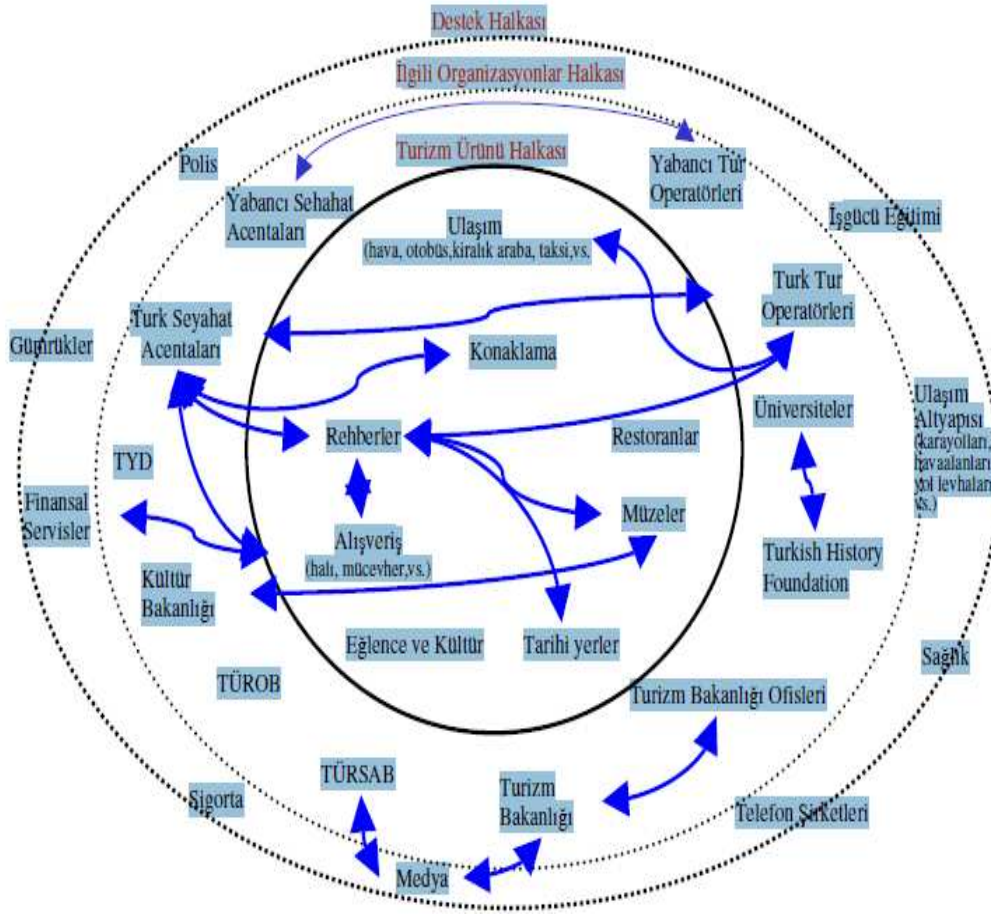 Destek Halkası
İlgili Organizasyonlar Halkası
Turizm Ürünü Halkası
Polis
Yabancı Sehahat
Acentaları
Yabancı Tur
Operatörleri
İşgücü Eğitimi
Ulaşım
(hava, otobüs,kiralık araba, taksi,vs.
Turk Tur
Operatörleri
Turk Seyahat
Acentaları
Gümrükler
Konaklama
Üniversiteler
Ulaşım
Altyapısı
(karayolları,
havaalanları
yol levhaları
vs.)
Rehberler
Restoranlar
TYD
Finansal
Servisler
Müzeler
Alışveriş
(halı, mücevher,vs.)
Turkish History
Foundation
Kültür
Bakanlığı
Eğlence ve Kültür
Tarihi yerler
Sağlık
TÜROB
Turizm Bakanlığı Ofisleri
TÜRSAB
Turizm
Bakanlığı
Sigorta
Telefon Şirketleri
Medya